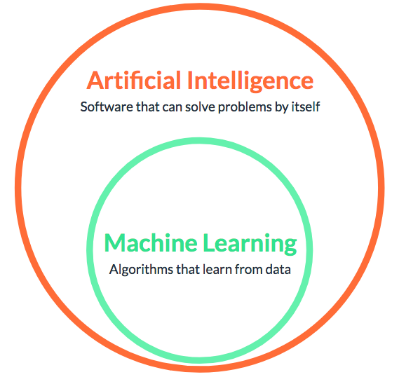 Artificial Intelligence
Software that can solve problems by itself
Machine Learning
Algorithms that learn from data